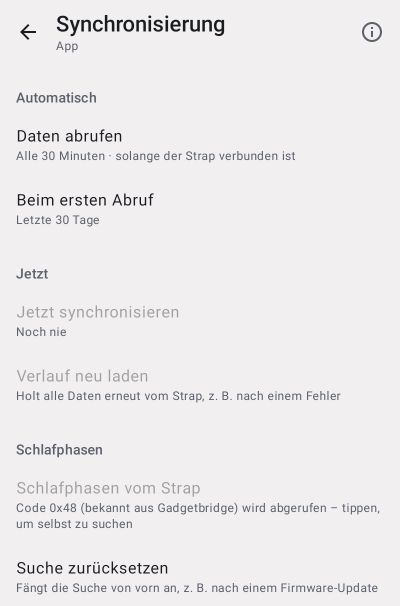 Synchronisierung
App
Automatisch
Daten abrufen
Alle 30 Minuten · solange der Strap verbunden ist
Beim ersten Abruf
Letzte 30 Tage
Jetzt
Jetzt synchronisieren
Noch nie
Verlauf neu laden
Holt alle Daten erneut vom Strap, z. B. nach einem Fehler
Schlafphasen
Schlafphasen vom Strap
Code 0x48 (bekannt aus Gadgetbridge) wird abgerufen – tippen,
um selbst zu suchen
Suche zurücksetzen
Fängt die Suche von vorn an, z. B. nach einem Firmware-Update